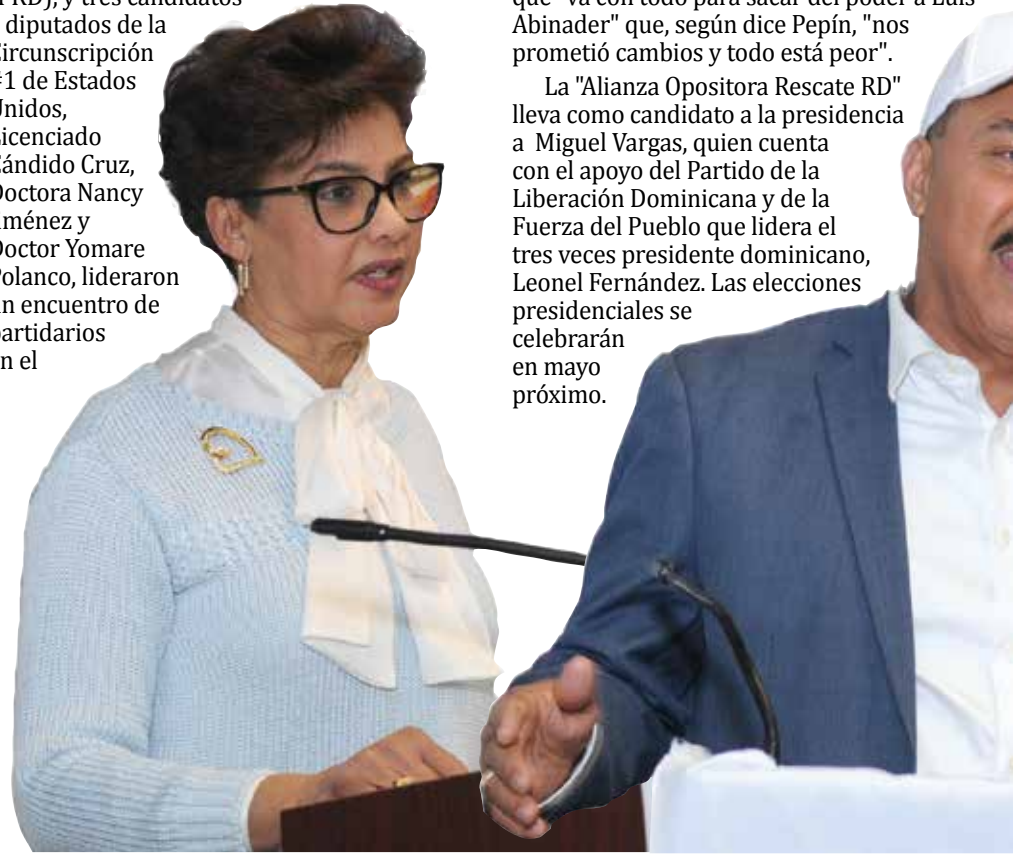 PRD), y tres candidatos
diputados de la
Circunscripción
#1 de Estados
Unidos,
Licenciado
Cándido Cruz,
Doctora Nancy
Jiménez y
Doctor Yomare
Polanco, lideraron
un encuentro de
partidarios
en el
que "va con todo para sacar del poder a Luis
Abinader" que, según dice Pepín, "nos
prometió cambios y todo está peor".
La "Alianza Opositora Rescate RD"
lleva como candidato a la presidencia
a Miguel Vargas, quien cuenta
con el apoyo del Partido de la
Liberación Dominicana y de la
Fuerza del Pueblo que lidera el
tres veces presidente dominicano,
Leonel Fernández. Las elecciones
presidenciales se
celebrarán
en mayo
próximo.